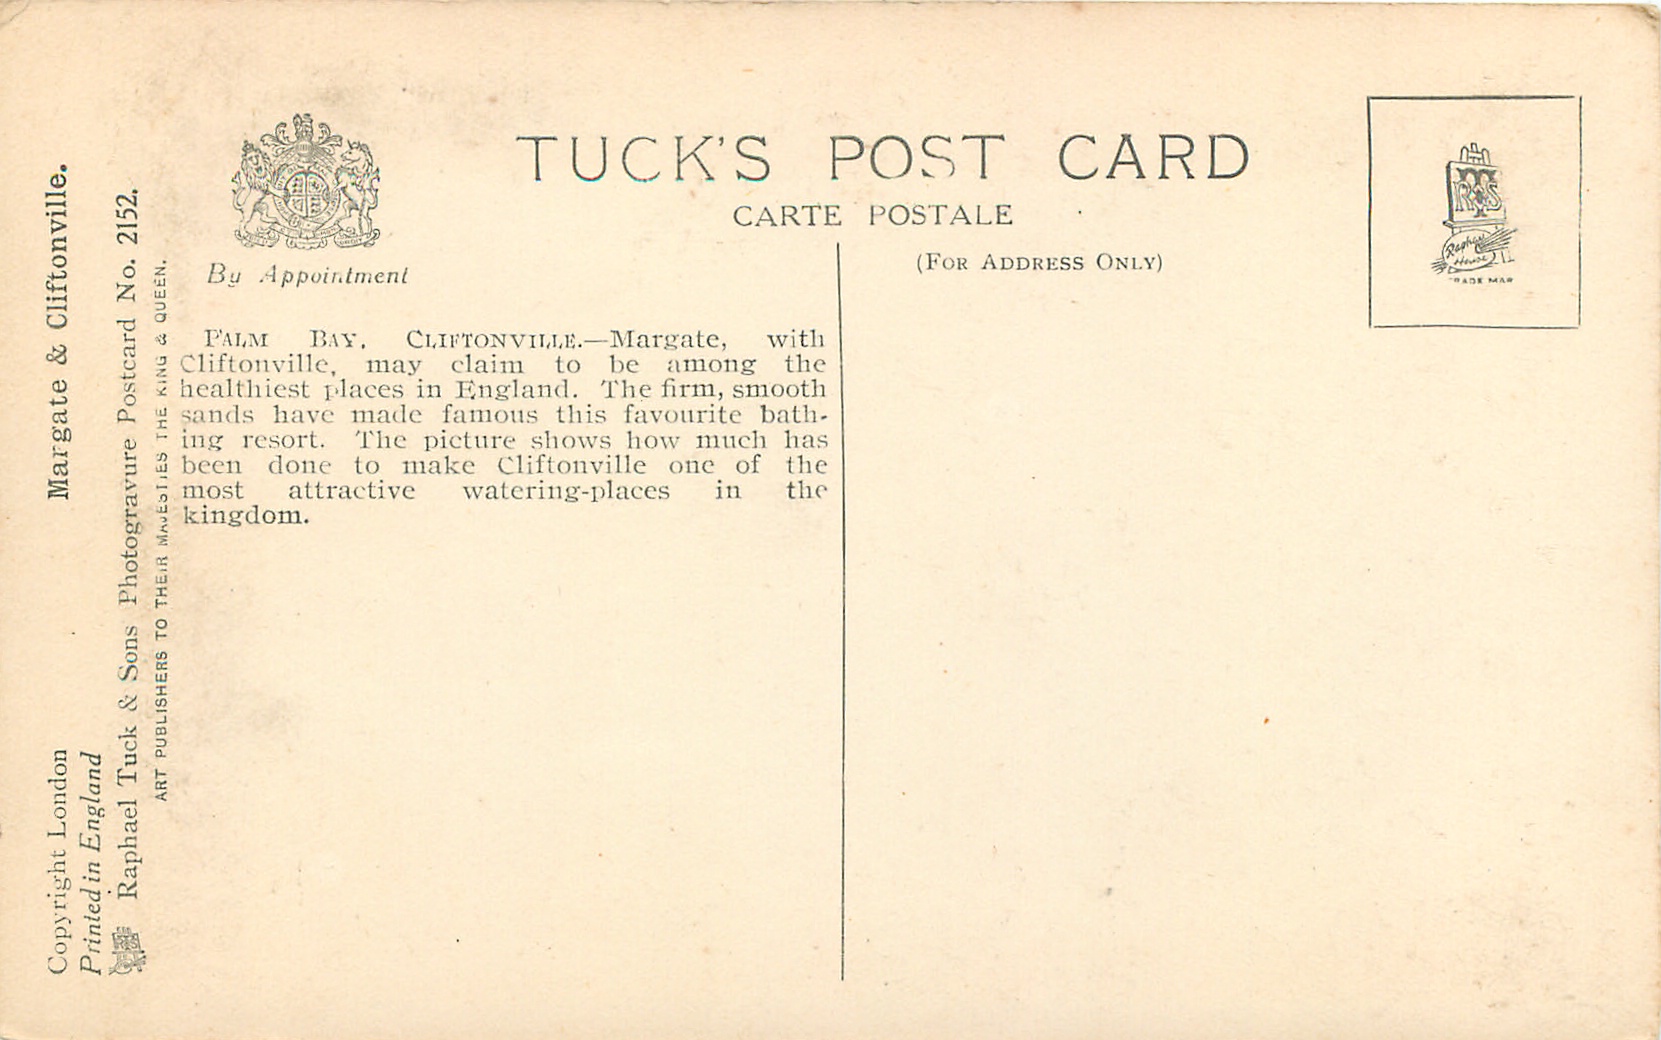 TUCK'S POST CARD
CARTE POSTALE
(FOR ADDRESS ONLY)
By Appointment
PALM BAY, CLIFTONVILLE.—Margate, with
Cliftonville, may claim to be among the
healthiest places in England. The firm, smooth
sands have made famous this favourite bath-
ing resort. The picture shows how much has
been done to make Cliftonville one of the
most attractive watering-places in the
kingdom.
Margate & Cliftonville.
Copyright London
Printed in England
Raphael Tuck & Sons Photogravure Postcard No. 2152.
ART PUBLISHERS TO THEIR MAJESTIES THE KING & QUEEN.
Raphael
House
TRADE MAR